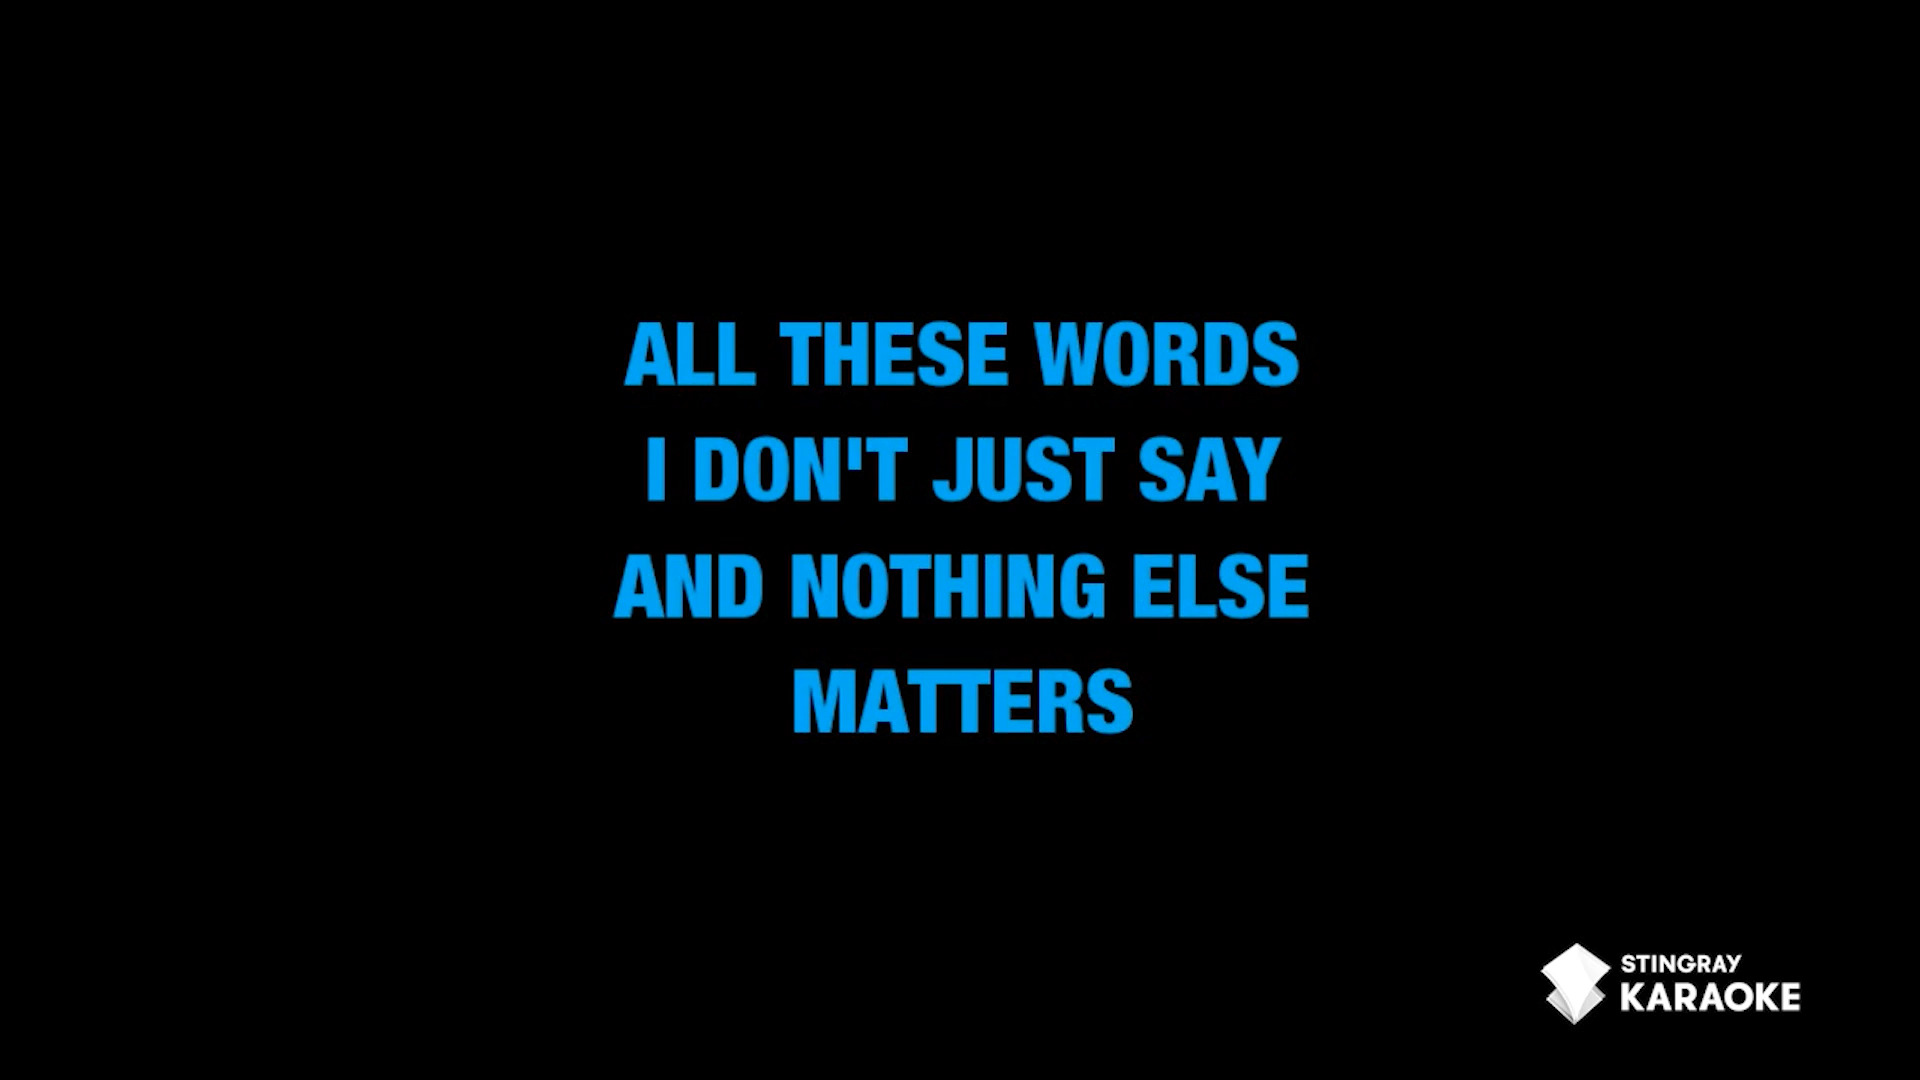 ALL THESE WORDS
I DON'T JUST SAY
AND NOTHING ELSE
MATTERS
STINGRAY
KARAOKE